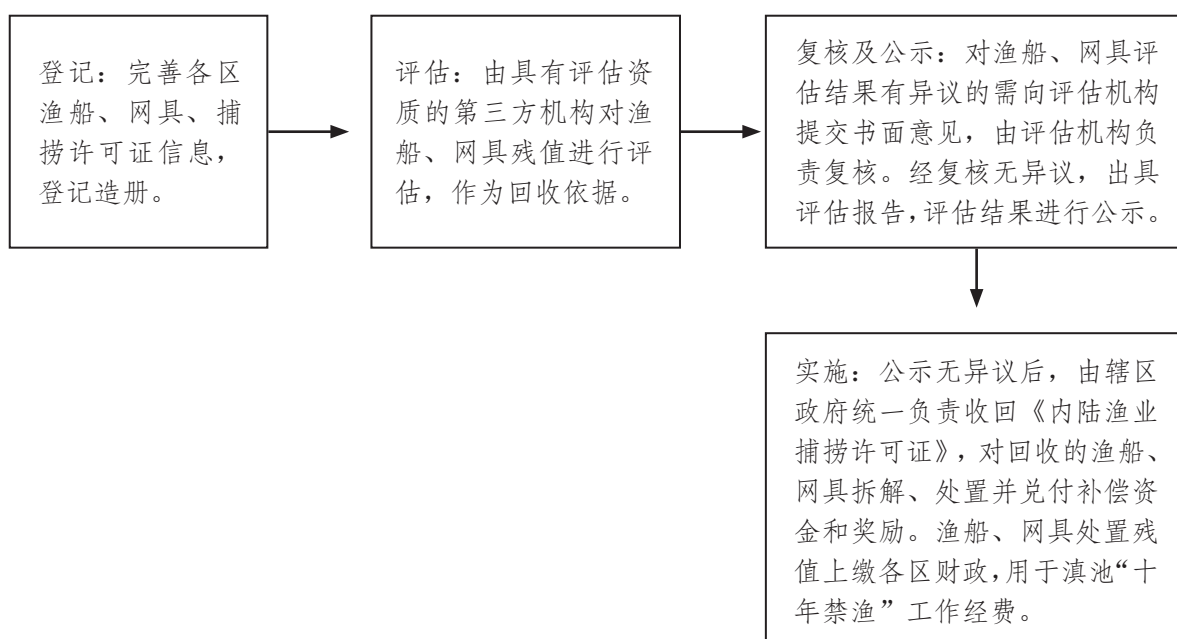 登记：完善各区
渔船、网具、捕
捞许可证信息，
登记造册。
评估：由具有评估资
质的第三方机构对渔
船、网具残值进行评
估，作为回收依据。
复核及公示：对渔船、网具评
估结果有异议的需向评估机构
提交书面意见，由评估机构负
责复核。经复核无异议，出具
评估报告，评估结果进行公示。
实施：公示无异议后，由辖区
政府统一负责收回《内陆渔业
捕捞许可证》，对回收的渔船、
网具拆解、处置并兑付补偿资
金和奖励。渔船、网具处置残
值上缴各区财政，用于滇池“十
年禁渔”工作经费。